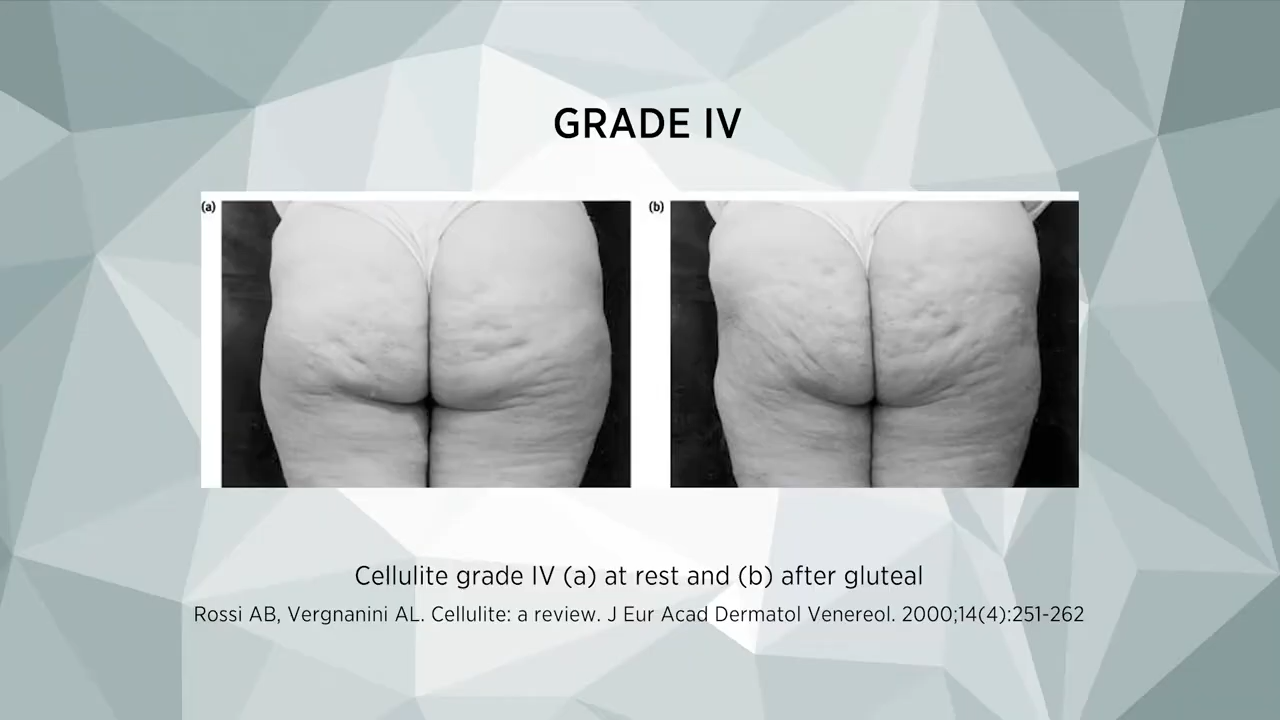 GRADE IV
(a)
(b)
Cellulite grade IV (a) at rest and (b) after gluteal
Rossi AB, Vergnanini AL. Cellulite: a review. J Eur Acad Dermatol Venereol. 2000;14(4):251-262